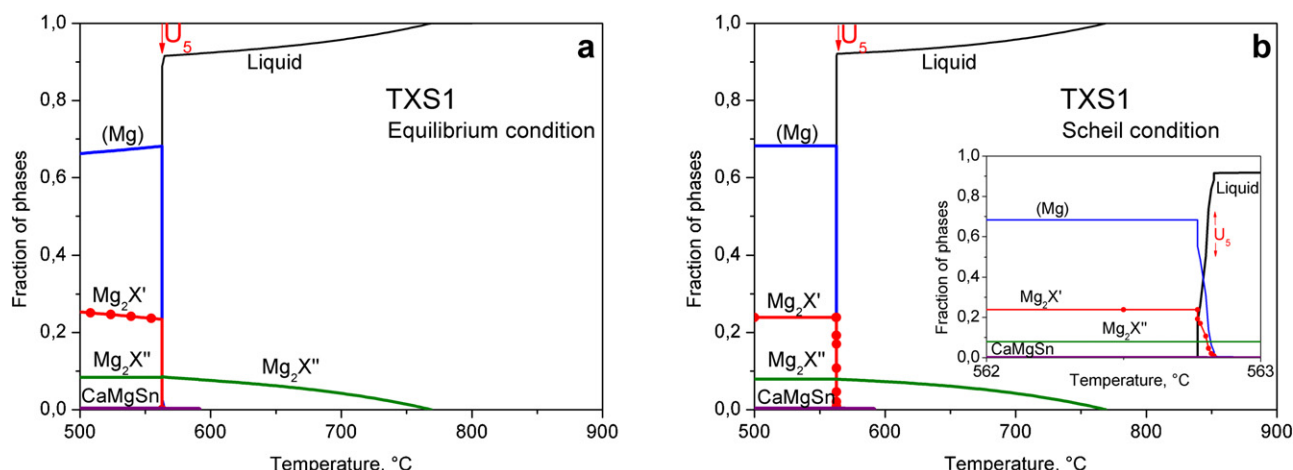 1,0
0,8
0,6
0,4
0,2
0,0
Fraction of phases
U5
a
Liquid
TXS1
Equilibrium condition
(Mg)
Mg2X'
Mg2X"
Mg2X"
CaMgSn
500 600 700 800 900
Temperature, °C
1,0
0,8
0,6
0,4
0,2
0,0
Fraction of phases
U5
b
Liquid
TXS1
Scheil condition
(Mg)
Mg2X'
Mg2X"
Mg2X"
CaMgSn
500 600 700 800 900
Temperature, °C
1,0
0,8
0,6
0,4
0,2
0,0
Fraction of phases
Liquid
(Mg)
U5
Mg2X'
Mg2X"
CaMgSn
562 563
Temperature, °C